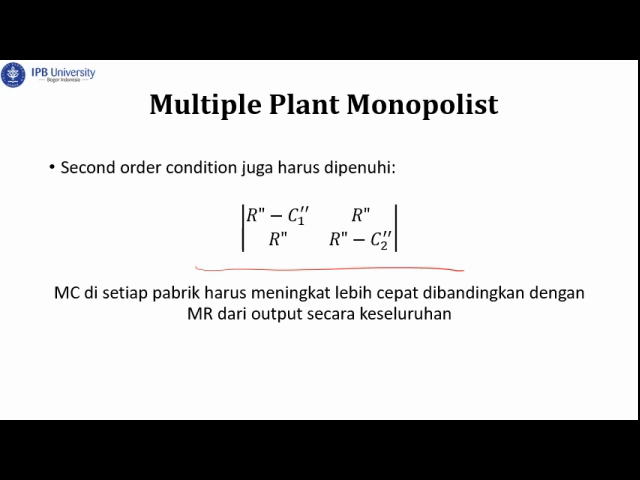 IPB University
Bogor Indonesia
Multiple Plant Monopolist
• Second order condition juga harus dipenuhi:
|R" − C₁′′ R"|
|R" R" − C₂′′|
MC di setiap pabrik harus meningkat lebih cepat dibandingkan dengan
MR dari output secara keseluruhan